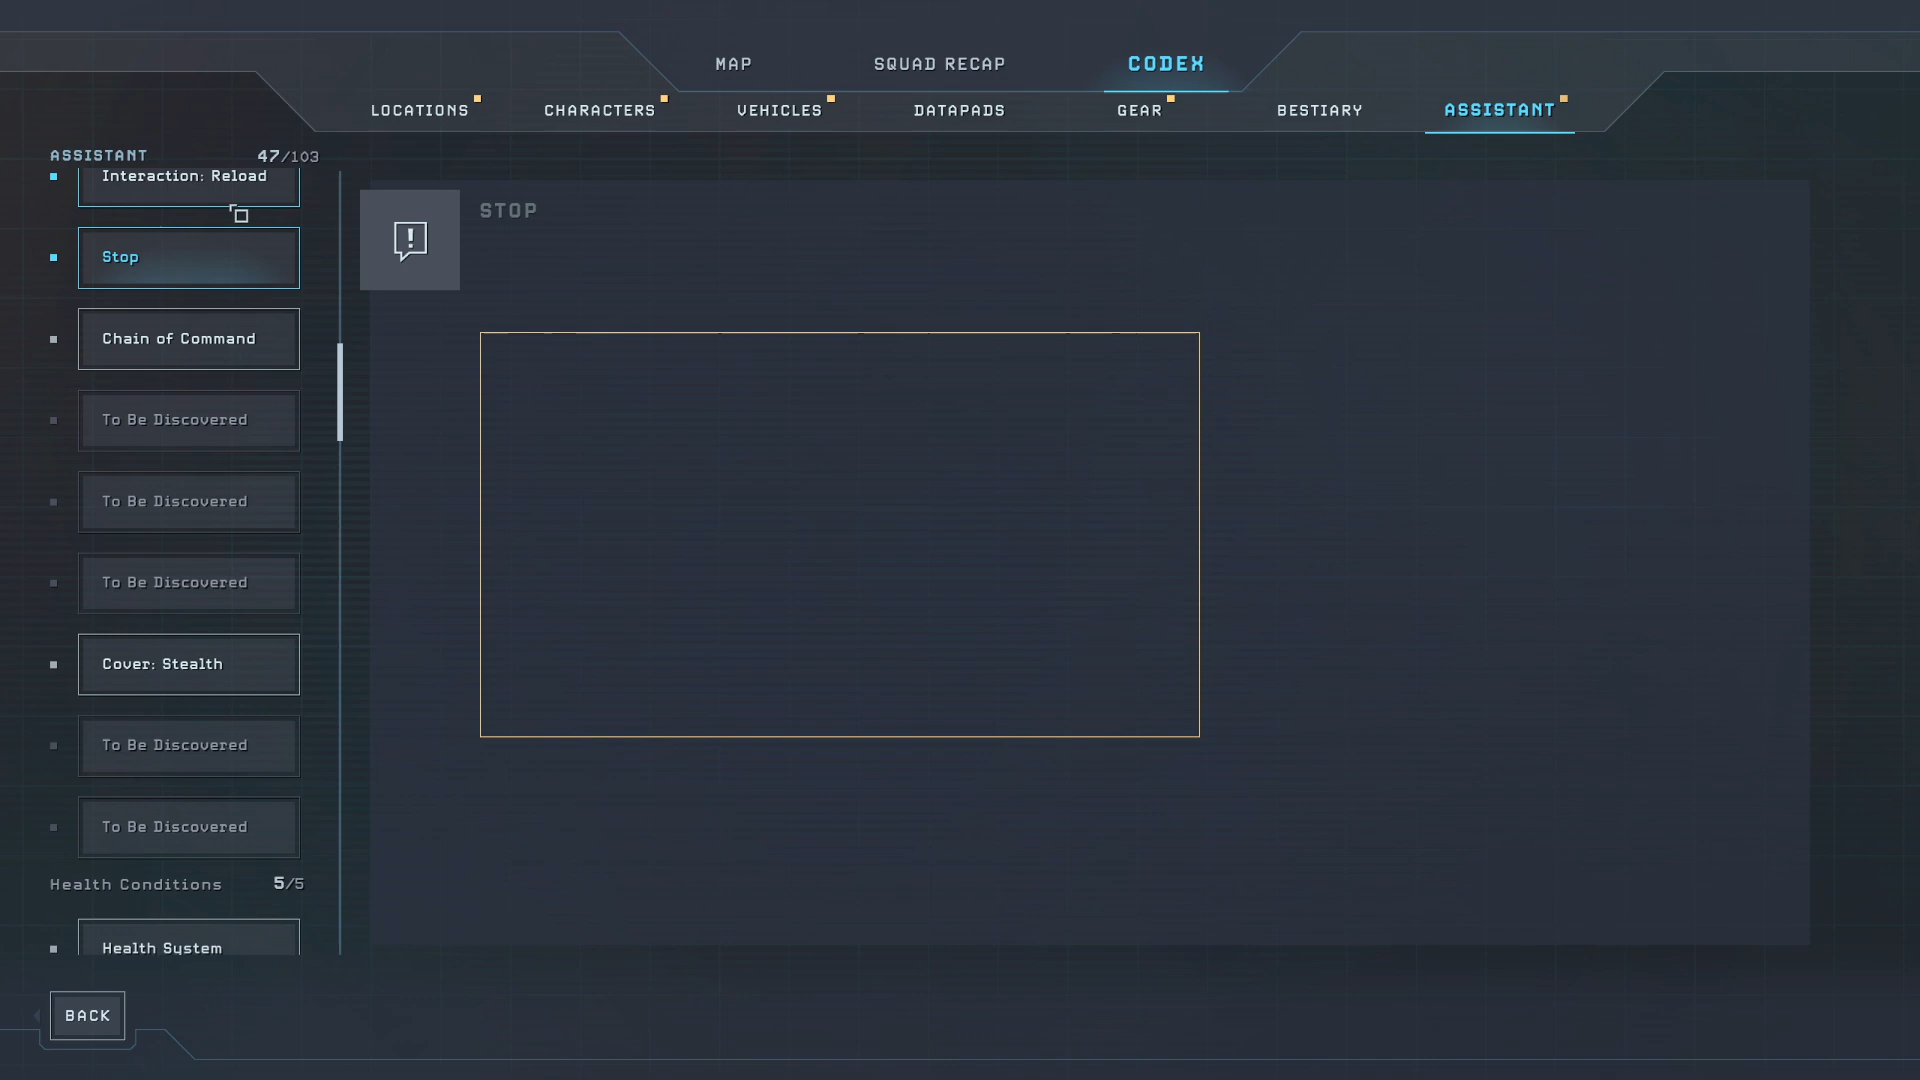 MAP
SQUAD RECAP
CODEX
LOCATIONS
CHARACTERS
VEHICLES
DATAPADS
GEAR
BESTIARY
ASSISTANT
ASSISTANT 47/103
Interaction: Reload
Stop
Chain of Command
To Be Discovered
To Be Discovered
To Be Discovered
Cover: Stealth
To Be Discovered
To Be Discovered
Health Conditions 5/5
Health System
STOP
!
BACK